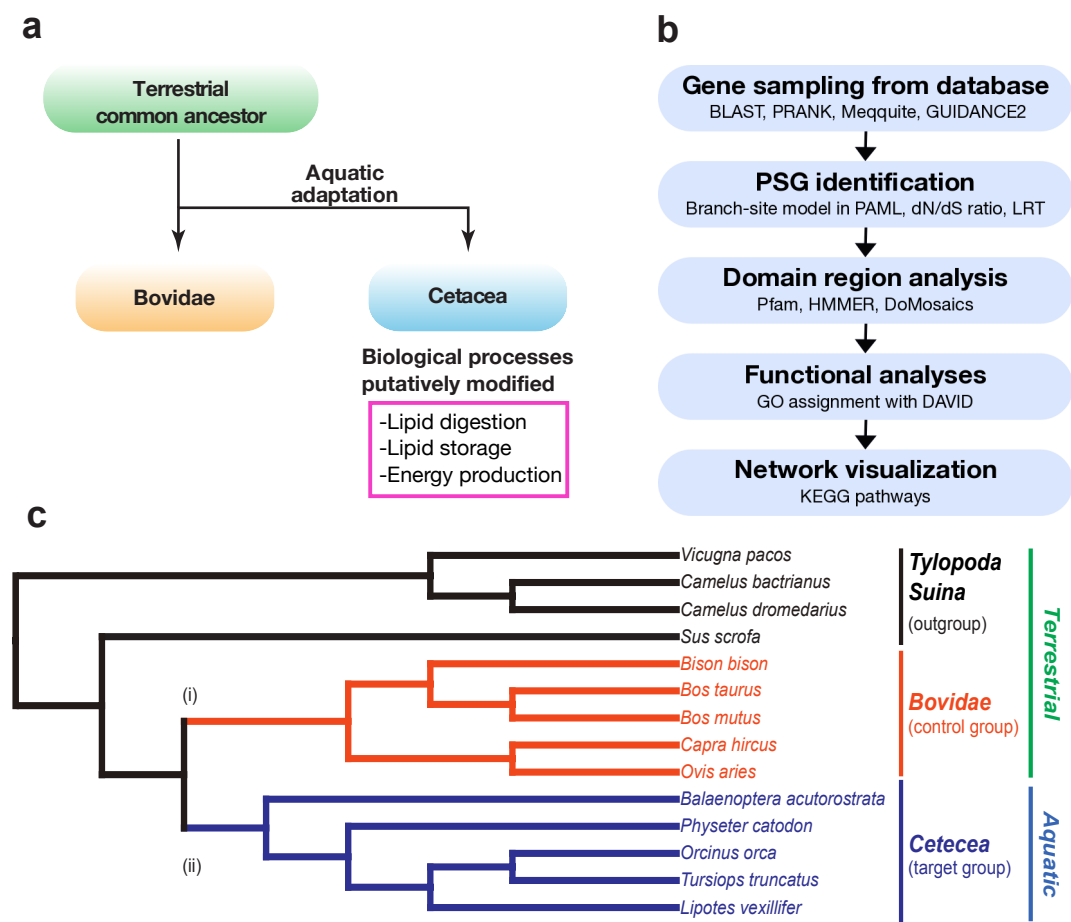 a
Terrestrial
common ancestor
Aquatic
adaptation
Bovidae
Cetacea
Biological processes
putatively modified
-Lipid digestion
-Lipid storage
-Energy production
b
Gene sampling from database
BLAST, PRANK, Meqquite, GUIDANCE2
PSG identification
Branch-site model in PAML, dN/dS ratio, LRT
Domain region analysis
Pfam, HMMER, DoMosaics
Functional analyses
GO assignment with DAVID
Network visualization
KEGG pathways
c
(i)
(ii)
Vicugna pacos
Camelus bactrianus
Camelus dromedarius
Sus scrofa
Bison bison
Bos taurus
Bos mutus
Capra hircus
Ovis aries
Balaenoptera acutorostrata
Physeter catodon
Orcinus orca
Tursiops truncatus
Lipotes vexillifer
Tylopoda
Suina
(outgroup)
Bovidae
(control group)
Cetecea
(target group)
Terrestrial
Aquatic